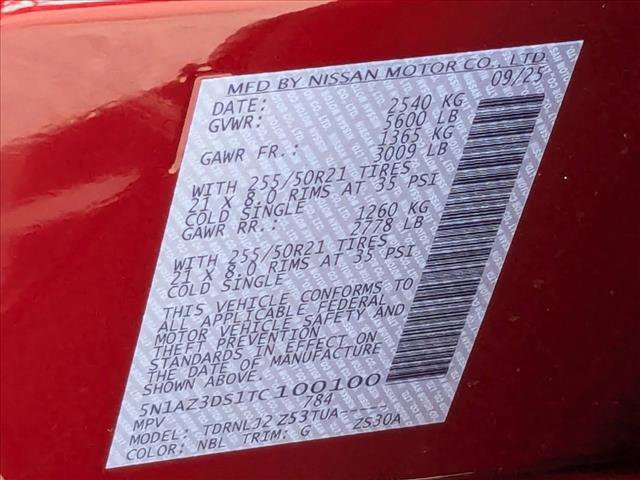 MFD BY NISSAN MOTOR CO., LTD.
DATE: 09/25
GVWR: 2540 KG
5600 LB
GAWR FR.: 1365 KG
3009 LB
WITH 255/50R21 TIRES
21 X 8.0 RIMS AT 35 PSI
COLD SINGLE
GAWR RR.: 1260 KG
2778 LB
WITH 255/50R21 TIRES
21 X 8.0 RIMS AT 35 PSI
COLD SINGLE
THIS VEHICLE CONFORMS TO
ALL APPLICABLE FEDERAL
MOTOR VEHICLE SAFETY AND
THEFT PREVENTION
STANDARDS IN EFFECT ON
THE DATE OF MANUFACTURE
SHOWN ABOVE.
5N1AZ3DS1TC100100
MPV 784
MODEL: TDRNLJ2 ZS3TUA-----
COLOR: NBL TRIM: G ZS30A